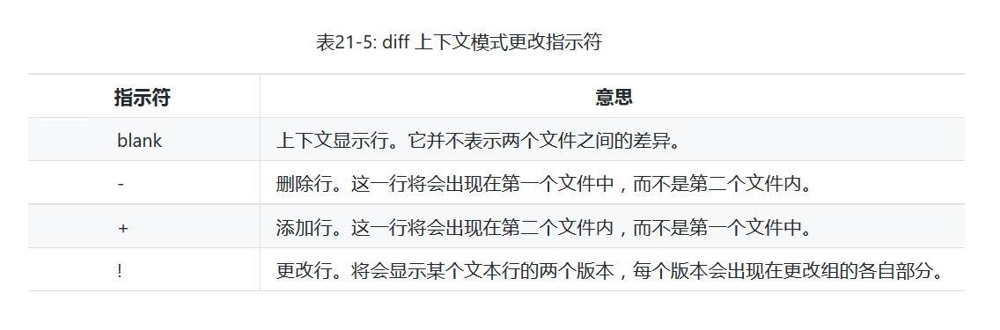 表21-5: diff 上下文模式更改指示符
指示符 意思
blank 上下文显示行。它并不表示两个文件之间的差异。
- 删除行。这一行将会出现在第一个文件中，而不是第二个文件内。
+ 添加行。这一行将会出现在第二个文件内，而不是第一个文件中。
! 更改行。将会显示某个文本行的两个版本，每个版本会出现在更改组的各自部分。